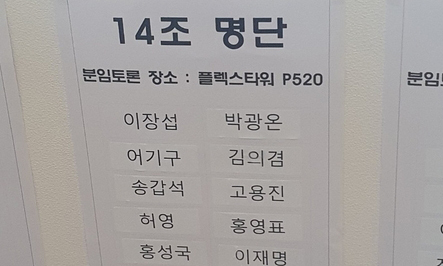 14조 명단
분임토론 장소 : 플렉스타워 P520
이장섭 박광온
어기구 김의겸
송갑석 고용진
허영 홍영표
홍성국 이재명
분임